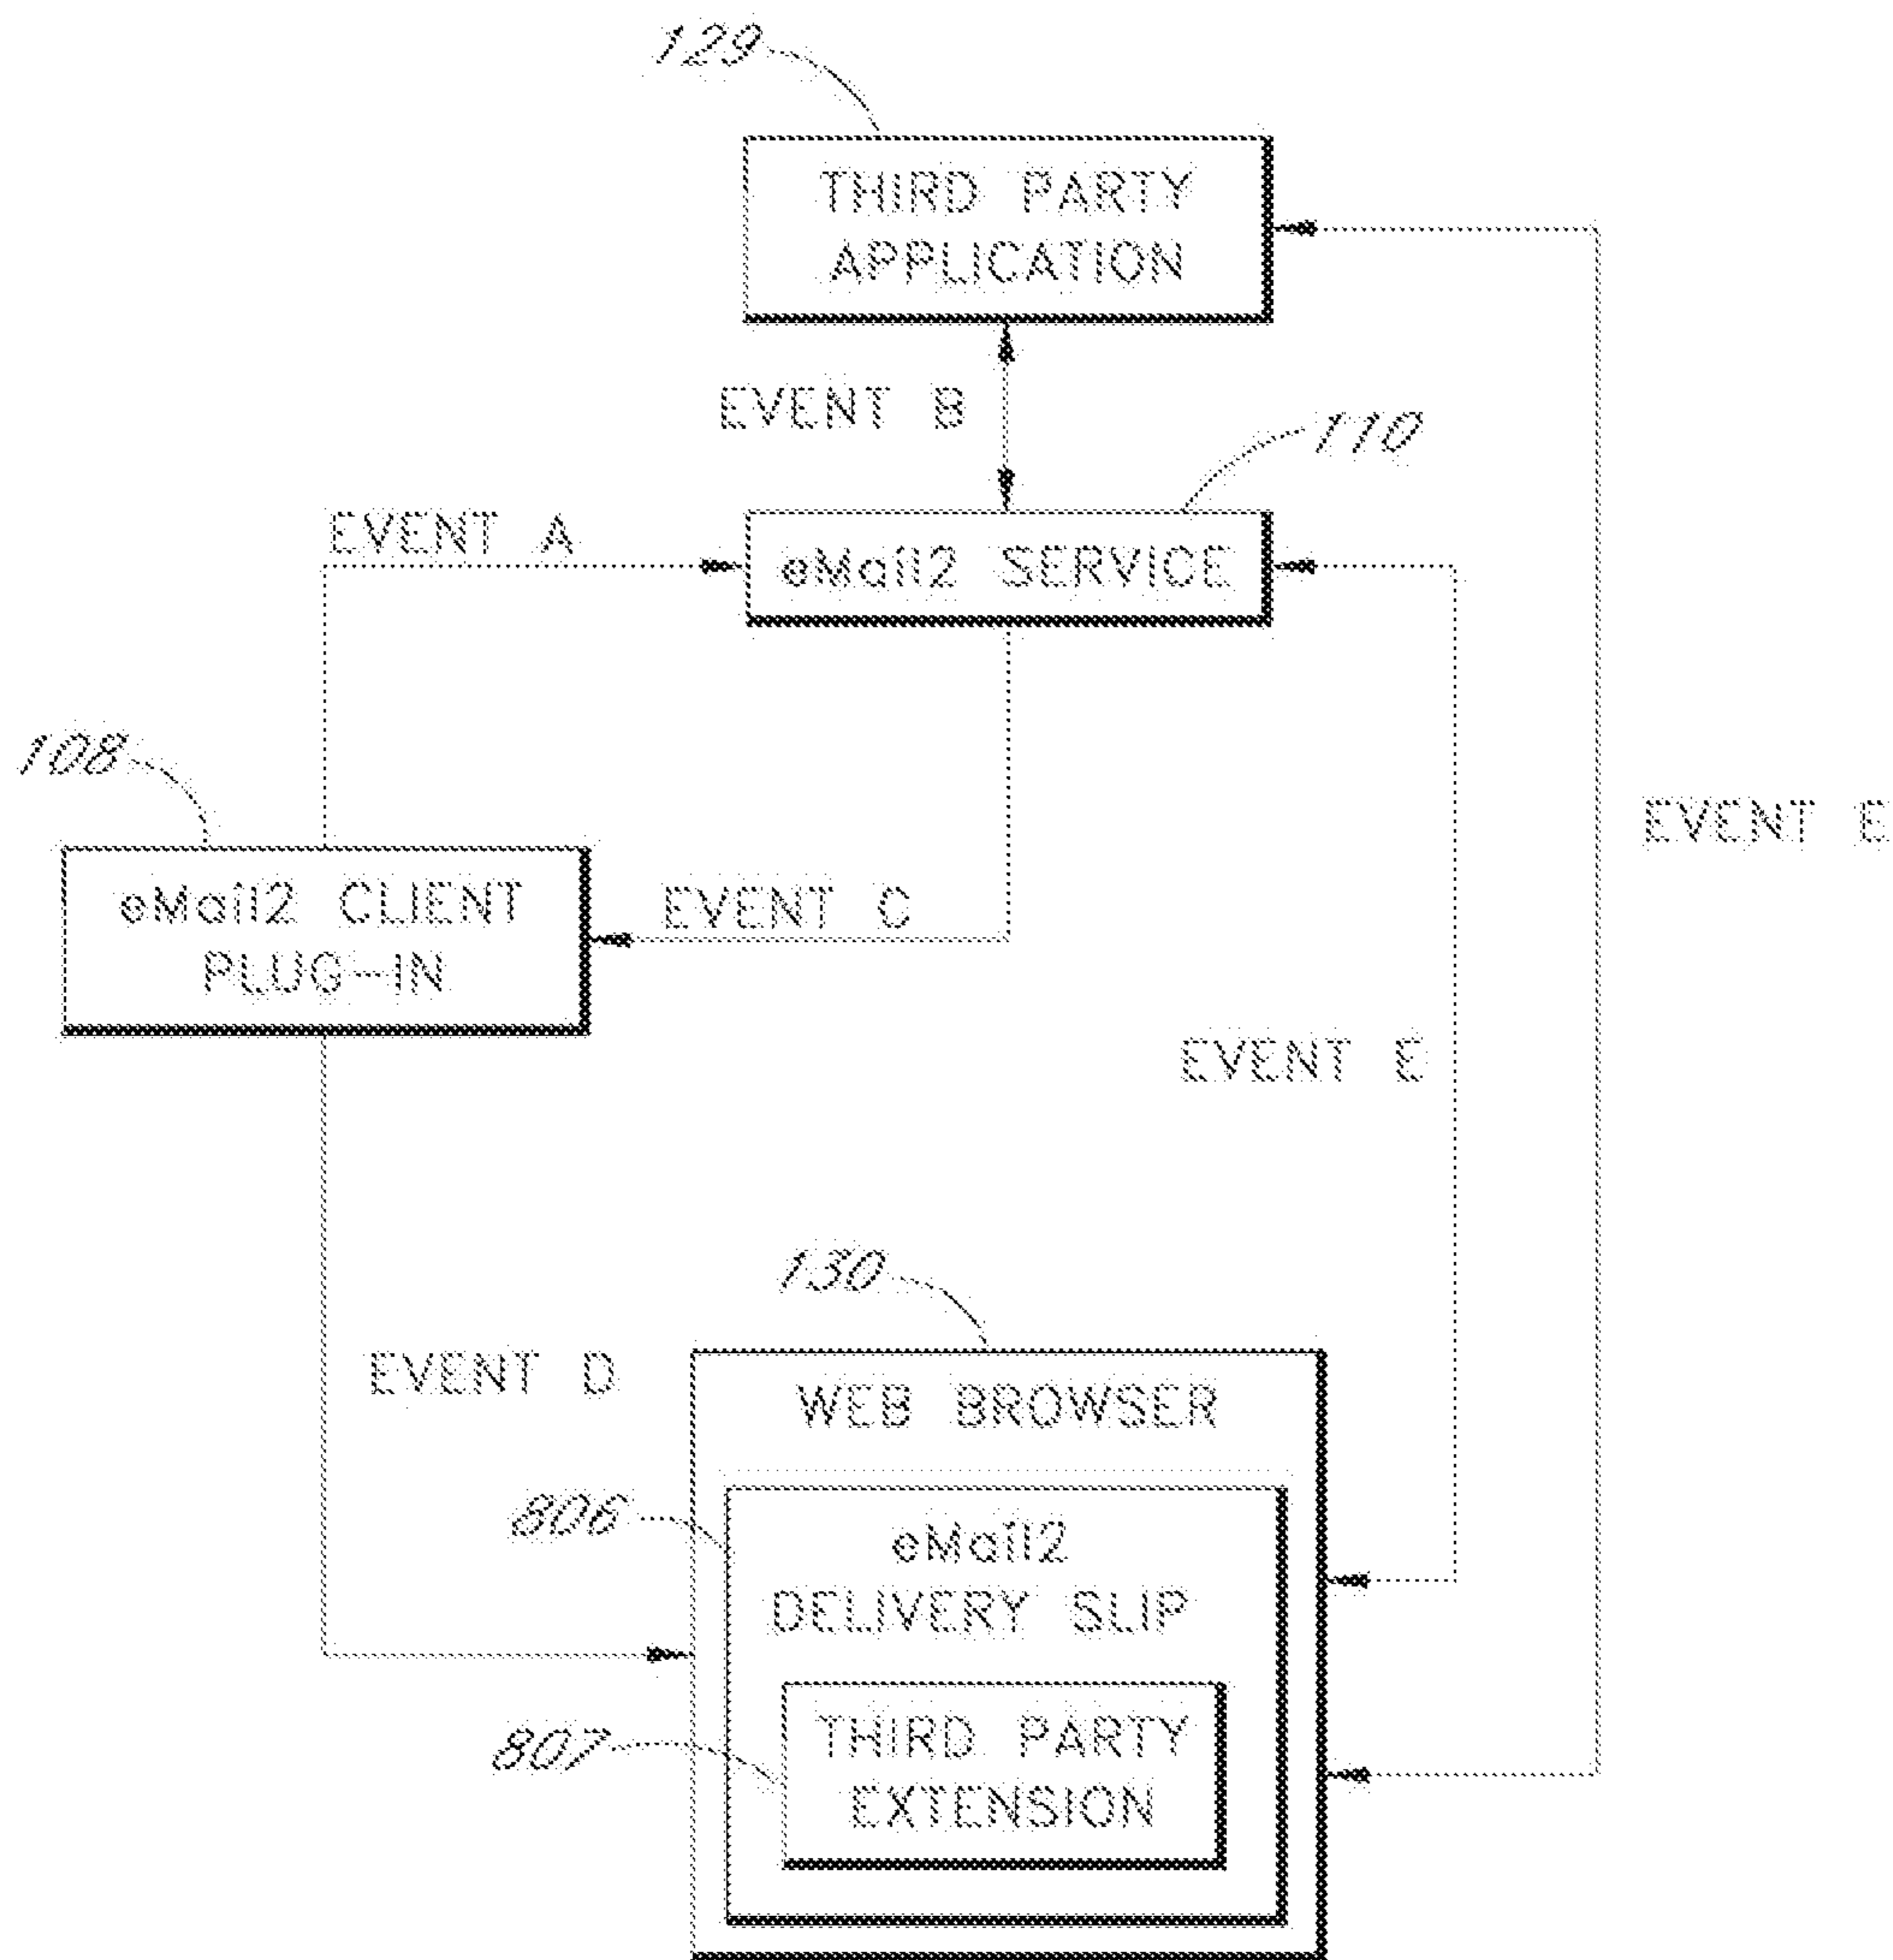 129
THIRD PARTY
APPLICATION
EVENT B
110
EVENT A
eMail2 SERVICE
108
EVENT E
eMail2 CLIENT
PLUG-IN
EVENT C
EVENT E
130
EVENT D
WEB BROWSER
806
eMail2
DELIVERY SLIP
807
THIRD PARTY
EXTENSION